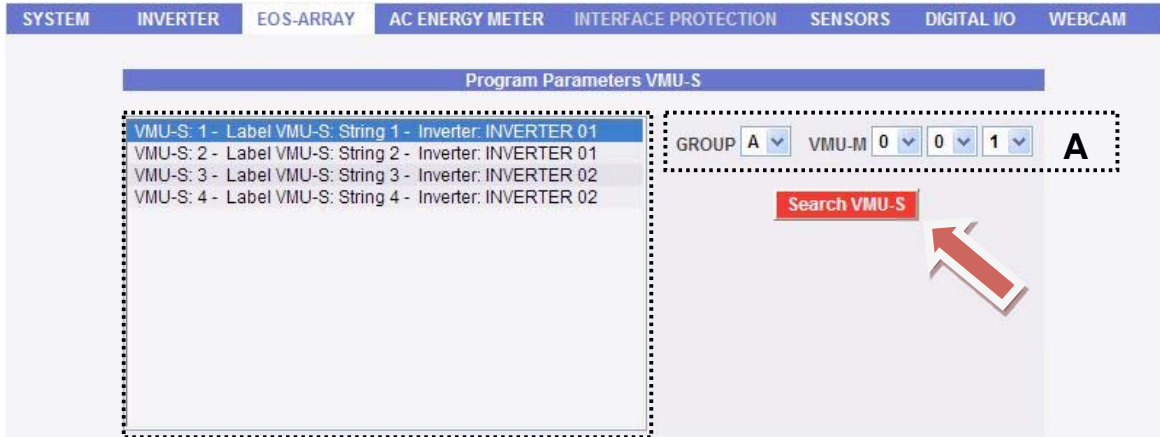 SYSTEM INVERTER EOS-ARRAY AC ENERGY METER INTERFACE PROTECTION SENSORS DIGITAL I/O WEBCAM
Program Parameters VMU-S
VMU-S: 1 - Label VMU-S: String 1 - Inverter: INVERTER 01
VMU-S: 2 - Label VMU-S: String 2 - Inverter: INVERTER 01
VMU-S: 3 - Label VMU-S: String 3 - Inverter: INVERTER 02
VMU-S: 4 - Label VMU-S: String 4 - Inverter: INVERTER 02
GROUP A VMU-M 0 0 1 A
Search VMU-S